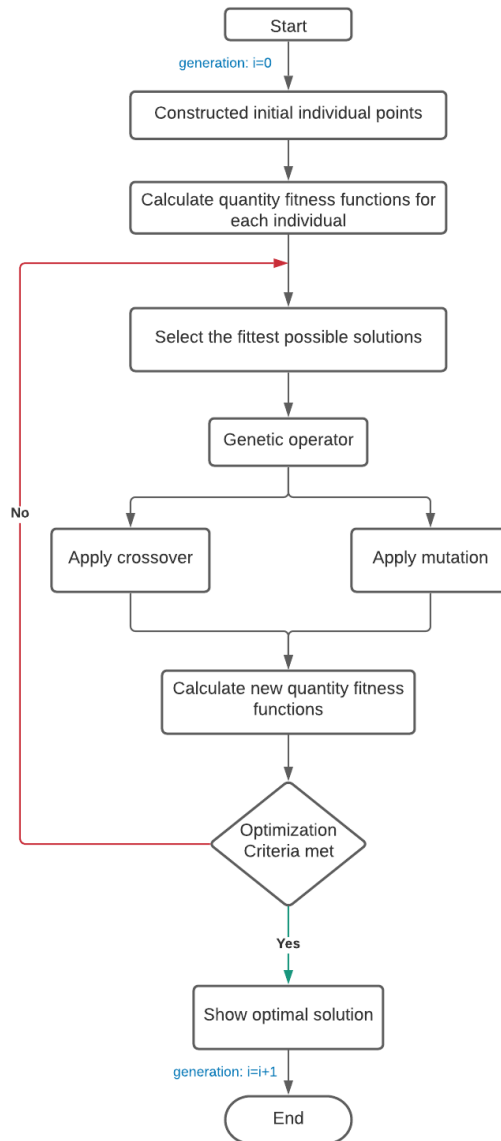 Start
generation: i=0
Constructed initial individual points
Calculate quantity fitness functions for
each individual
Select the fittest possible solutions
Genetic operator
No
Apply crossover
Apply mutation
Calculate new quantity fitness
functions
Optimization
Criteria met
Yes
Show optimal solution
generation: i=i+1
End